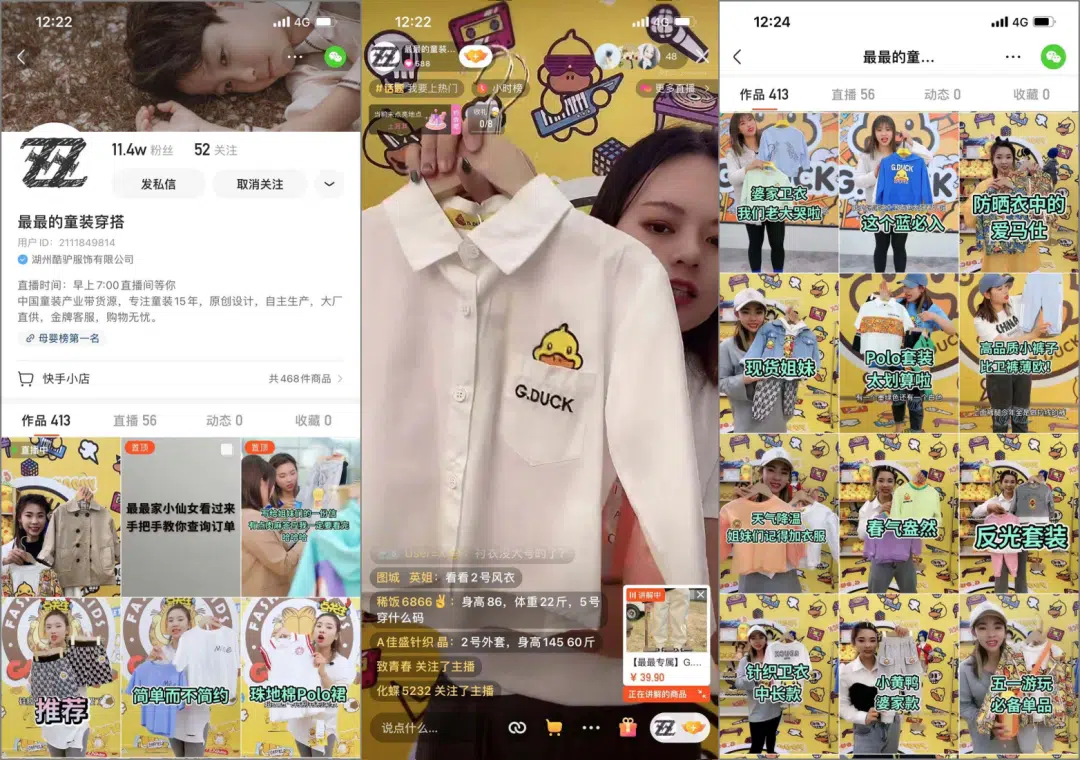 12:22
4G
11.4w 粉丝
52 关注
发私信
取消关注
最最的童装穿搭
用户 ID：2111849814
湖州酷驴服饰有限公司
直播时间：早上7:00直播间等你
中国童装产业带货源，专注童装15年，原创设计，自主生产，大厂
直供，金牌客服，购物无忧。
母婴榜第一名
快手小店
共468件商品
作品 413
直播 56
动态 0
收藏 0
直播中
置顶
最最家小仙女看过来
手把手教你查询订单
置顶
推荐
简单而不简约
珠地棉Polo裙
12:22
4G
最最的童装...
686
48
#话题 我要上热门
小时榜
更多直播
0/8
G.DUCK
衬衣没大号的了？
图城 英姐：看看2号风衣
稀饭6866✌：身高86，体重22斤，5号
穿什么码
A佳盛针织 晶：2号外套，身高145 60斤
致青春 关注了主播
化蝶5232 关注了主播
讲解中
【最最专属】G....
¥ 39.90
正在讲解的商品
说点什么...
12:24
4G
最最的童...
作品 413
直播 56
动态 0
收藏 0
婆家卫衣
我们老大哭啦
G.DUCK
这个蓝必入
防晒衣中的
爱马仕
现货姐妹
Polo套装
太划算啦
高品质小裤子
比卫裤薄欧！
天气降温
姐妹们记得加衣服
春气盎然
反光套装
针织卫衣
中长款
小黄鸭
婆家款
五一游玩
必备单品